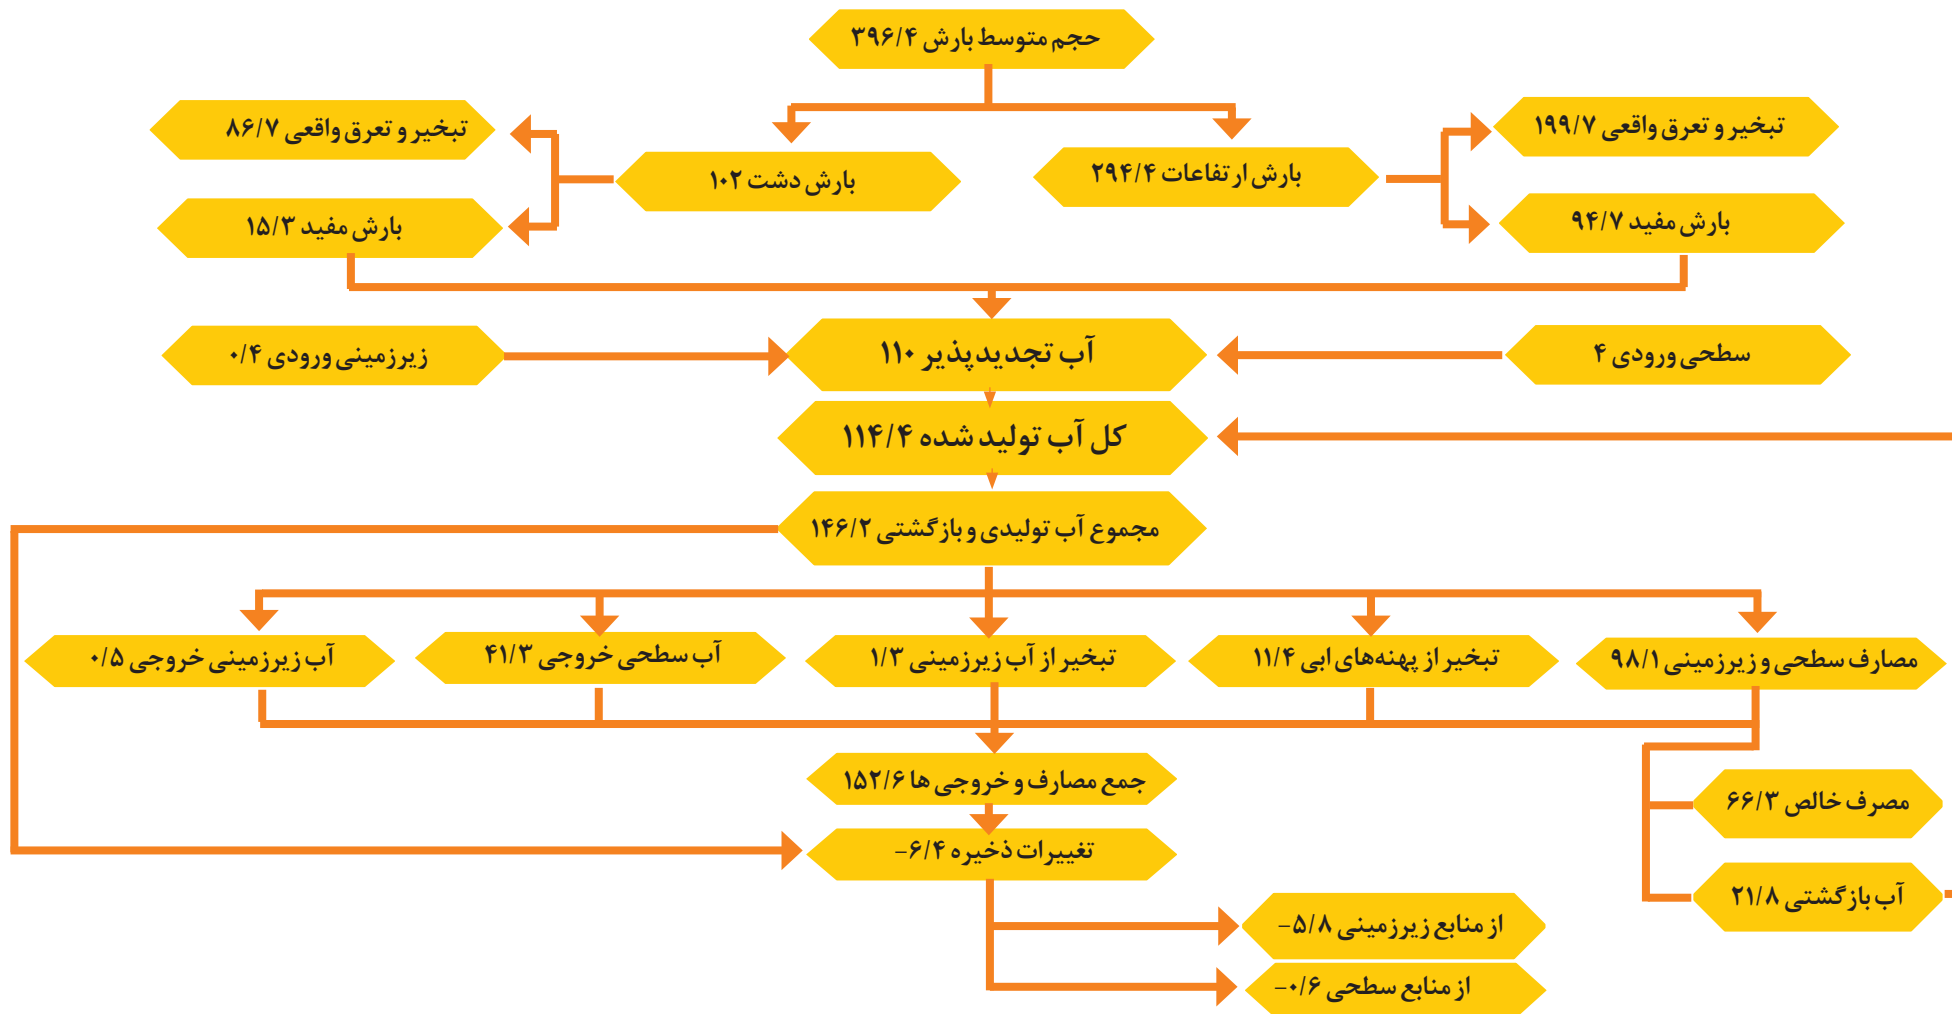 حجم متوسط بارش ۳۹۶/۴
تبخیر و تعرق واقعی ۱۹۹/۷
تبخیر و تعرق واقعی ۸۶/۷
بارش ارتفاعات ۲۹۴/۴
بارش دشت ۱۰۲
بارش مفید ۹۴/۷
بارش مفید ۱۵/۳
سطحی ورودی ۴
آب تجدیدپذیر ۱۱۰
زیرزمینی ورودی ۰/۴
کل آب تولید شده ۱۱۴/۴
مجموع آب تولیدی و بازگشتی ۱۴۶/۲
مصارف سطحی و زیرزمینی ۹۸/۱
تبخیر از پهنه‌های ابی ۱۱/۴
تبخیر از آب زیرزمینی ۱/۳
آب سطحی خروجی ۴۱/۳
آب زیرزمینی خروجی ۰/۵
جمع مصارف و خروجی ها ۱۵۲/۶
مصرف خالص ۶۶/۳
تغییرات ذخیره ۶/۴-
آب بازگشتی ۲۱/۸
از منابع زیرزمینی ۵/۸-
از منابع سطحی ۰/۶-